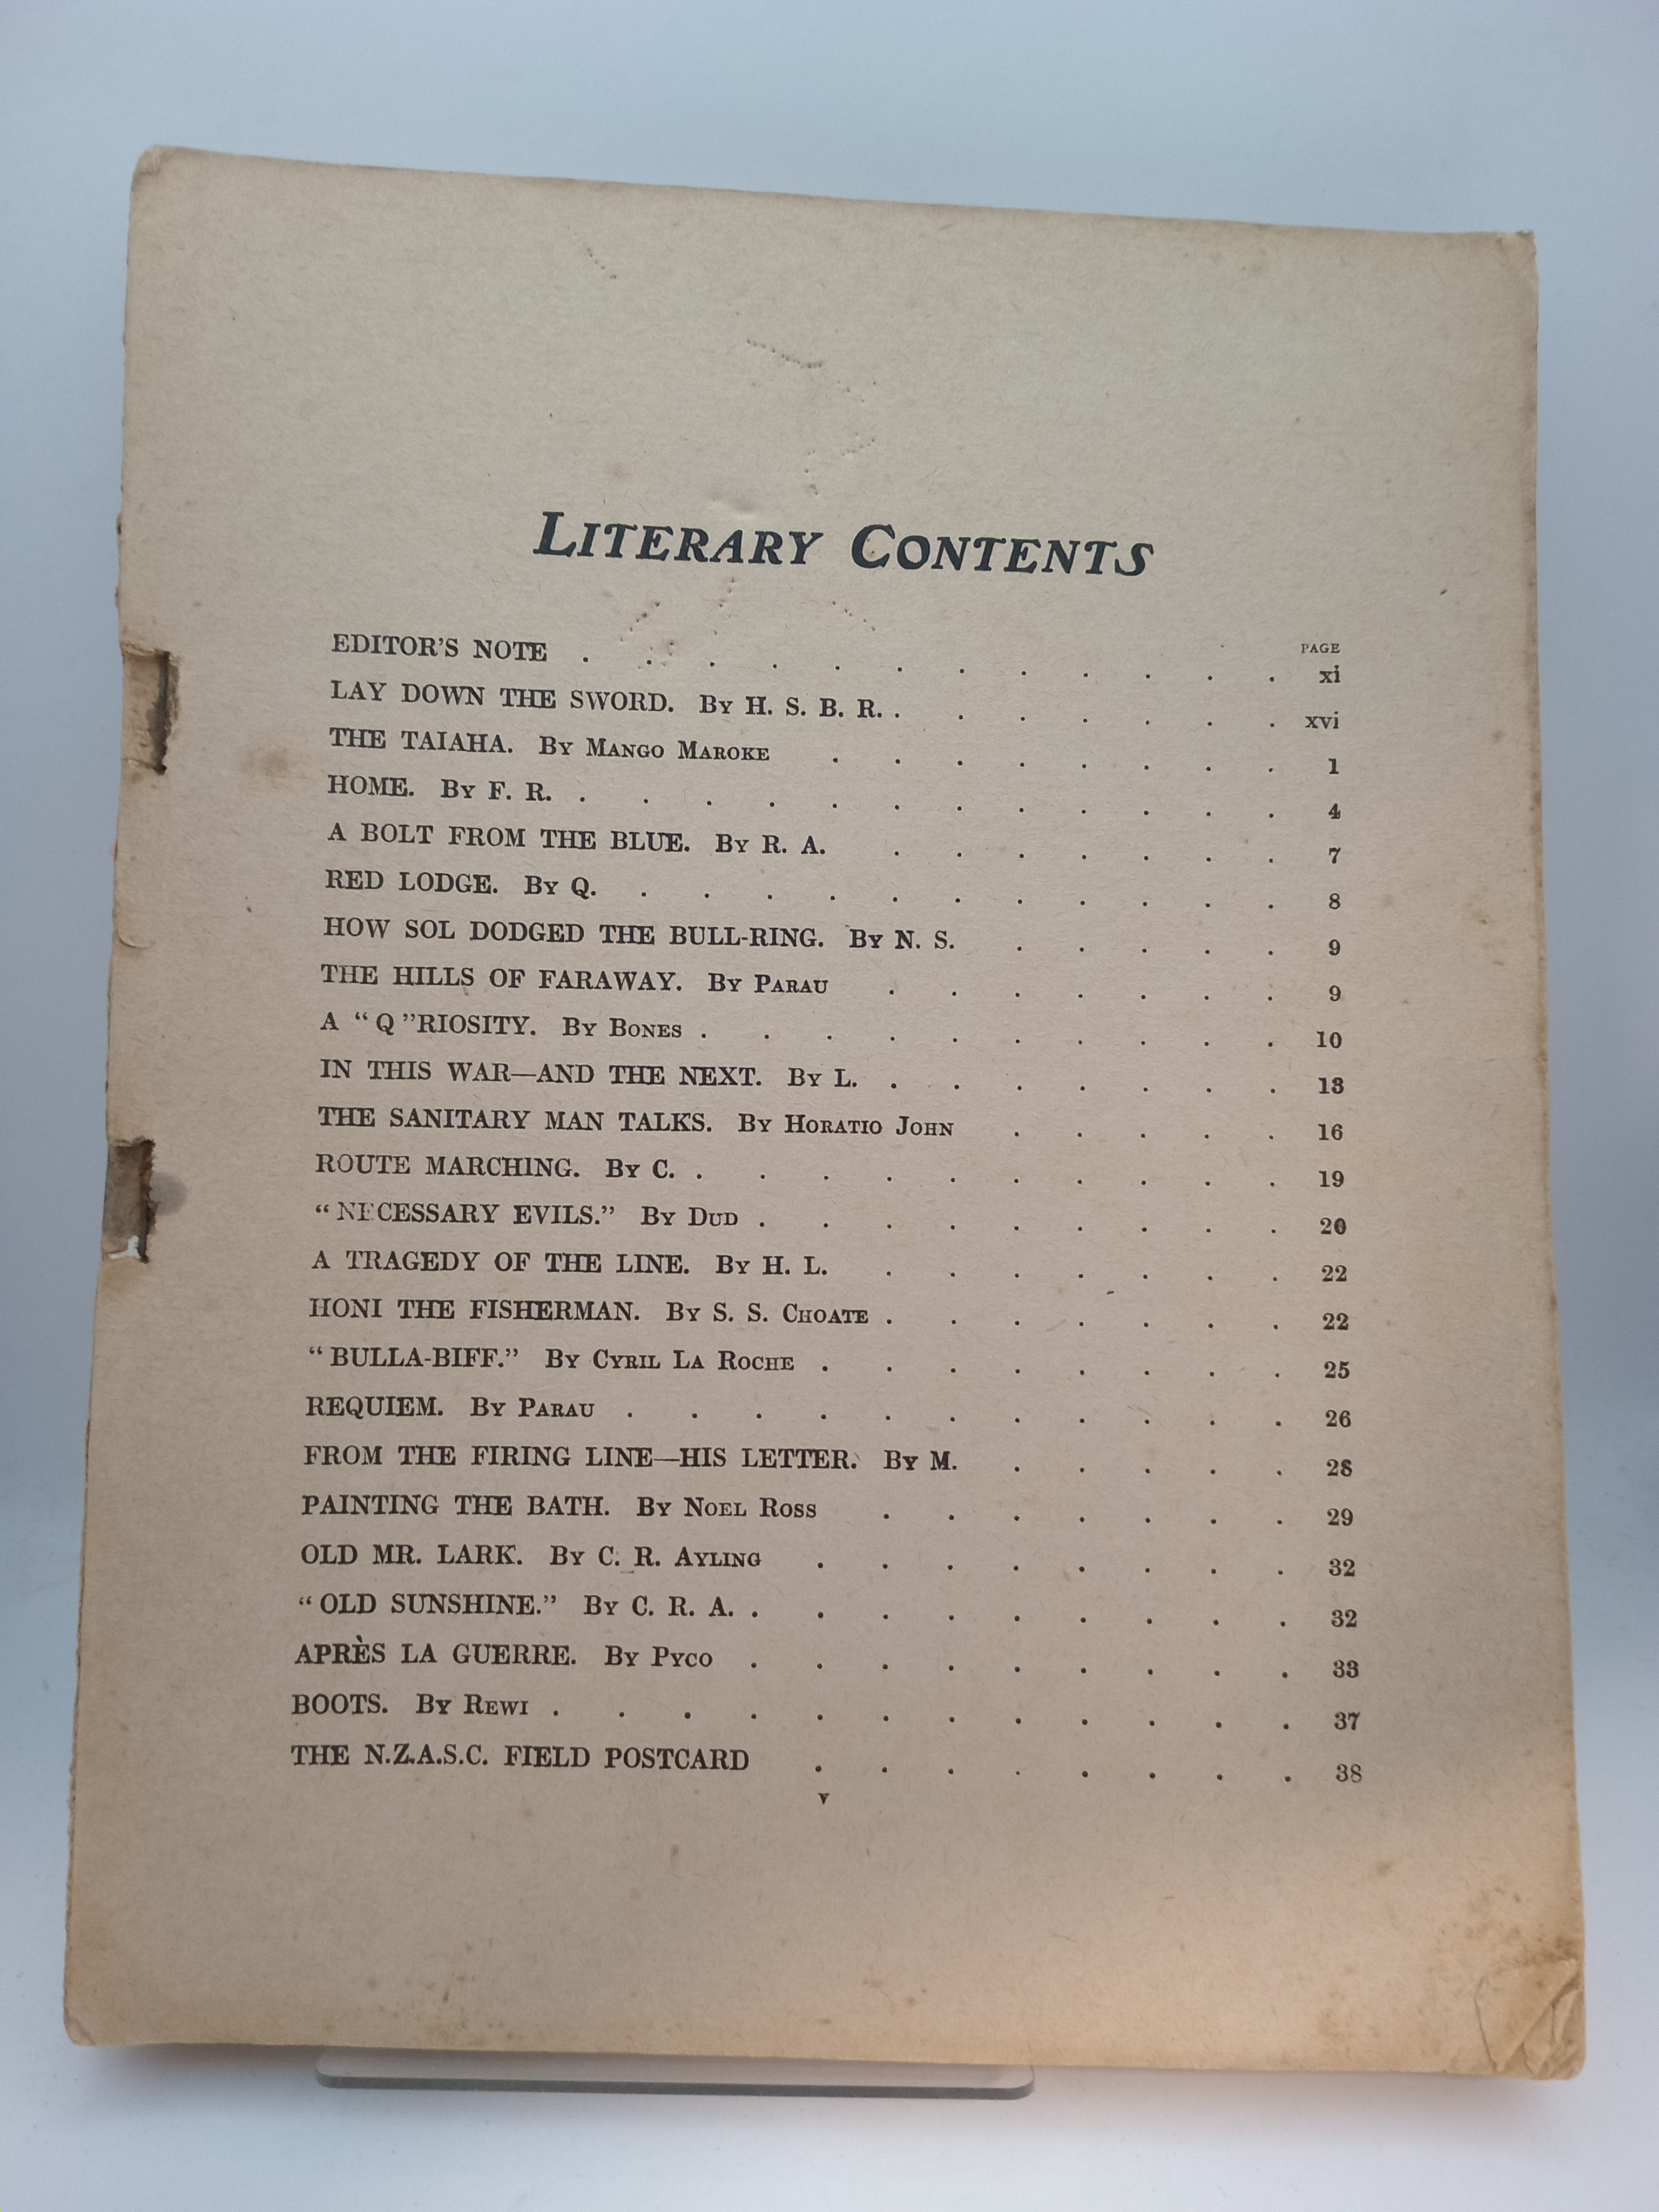 LITERARY CONTENTS
PAGE
EDITOR'S NOTE . . . . . . . . . . . . xi
LAY DOWN THE SWORD. By H. S. B. R. . . . . . . . xvi
THE TAIAHA. By Mango Maroke . . . . . . . . 1
HOME. By F. R. . . . . . . . . . . . . 4
A BOLT FROM THE BLUE. By R. A. . . . . . . . 7
RED LODGE. By Q. . . . . . . . . . . . 8
HOW SOL DODGED THE BULL-RING. By N. S. . . . . . 9
THE HILLS OF FARAWAY. By Parau . . . . . . . 9
A "Q"RIOSITY. By Bones . . . . . . . . . . 10
IN THIS WAR—AND THE NEXT. By L. . . . . . . . 13
THE SANITARY MAN TALKS. By Horatio John . . . . . 16
ROUTE MARCHING. By C. . . . . . . . . . . 19
"NECESSARY EVILS." By Dud . . . . . . . . . 20
A TRAGEDY OF THE LINE. By H. L. . . . . . . . 22
HONI THE FISHERMAN. By S. S. Choate . . . . . . . 22
"BULLA-BIFF." By Cyril La Roche . . . . . . . . 25
REQUIEM. By Parau . . . . . . . . . . . 26
FROM THE FIRING LINE—HIS LETTER. By M. . . . . . 28
PAINTING THE BATH. By Noel Ross . . . . . . . 29
OLD MR. LARK. By C. R. Ayling . . . . . . . . 32
"OLD SUNSHINE." By C. R. A. . . . . . . . . . 32
APRÈS LA GUERRE. By Pyco . . . . . . . . . 33
BOOTS. By Rewi . . . . . . . . . . . . 37
THE N.Z.A.S.C. FIELD POSTCARD . . . . . . . . 38
v